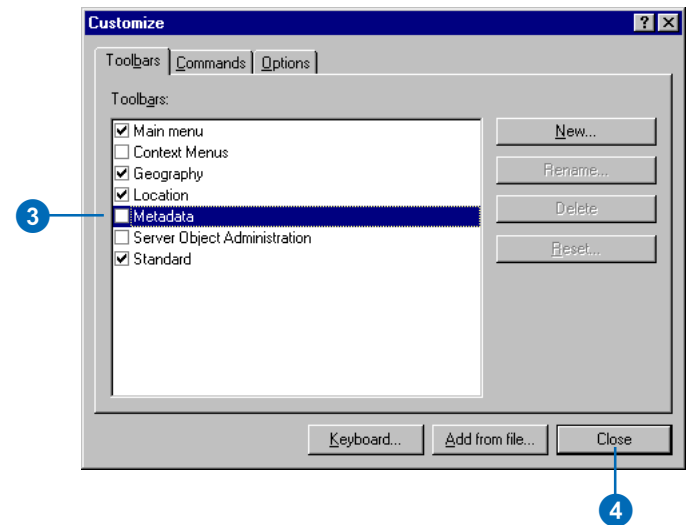 Customize
Toolbars Commands Options
Toolbars:
Main menu
Context Menus
Geography
Location
Metadata
Server Object Administration
Standard
New...
Rename...
Delete
Reset...
3
Keyboard... Add from file... Close
4